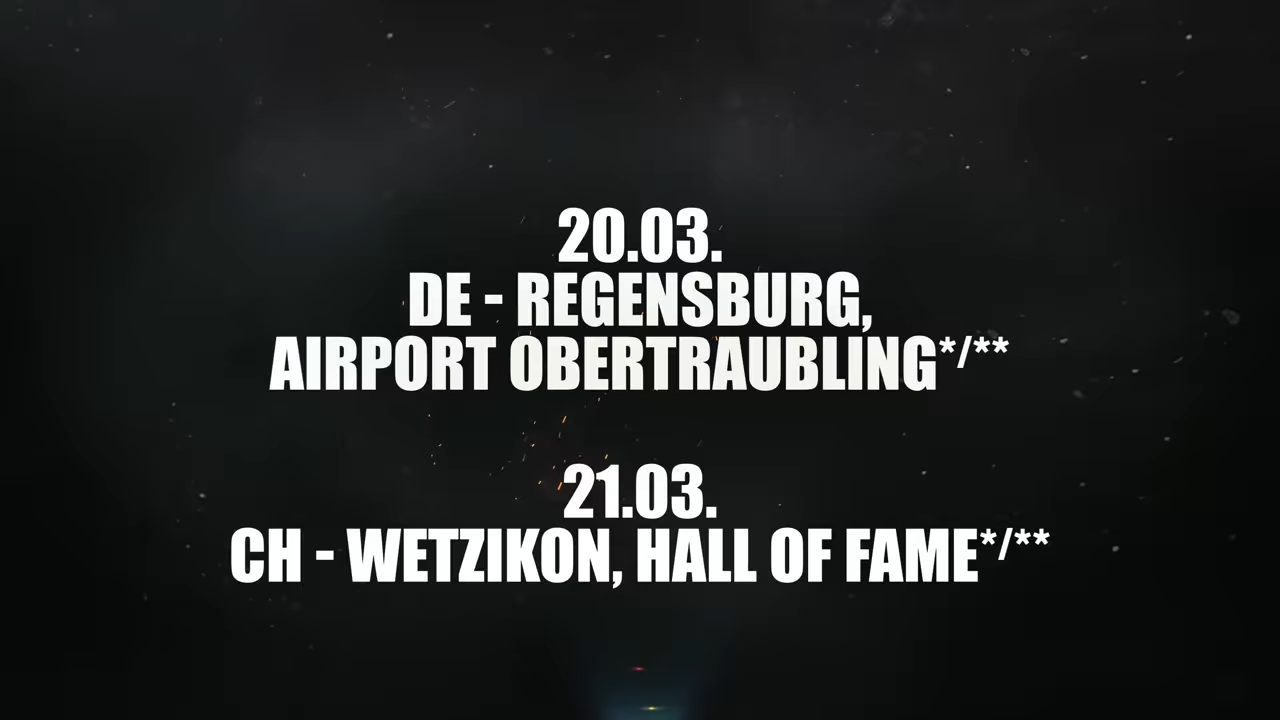 20.03.
DE - REGENSBURG,
AIRPORT OBERTRAUBLING*/**
21.03.
CH - WETZIKON, HALL OF FAME*/**